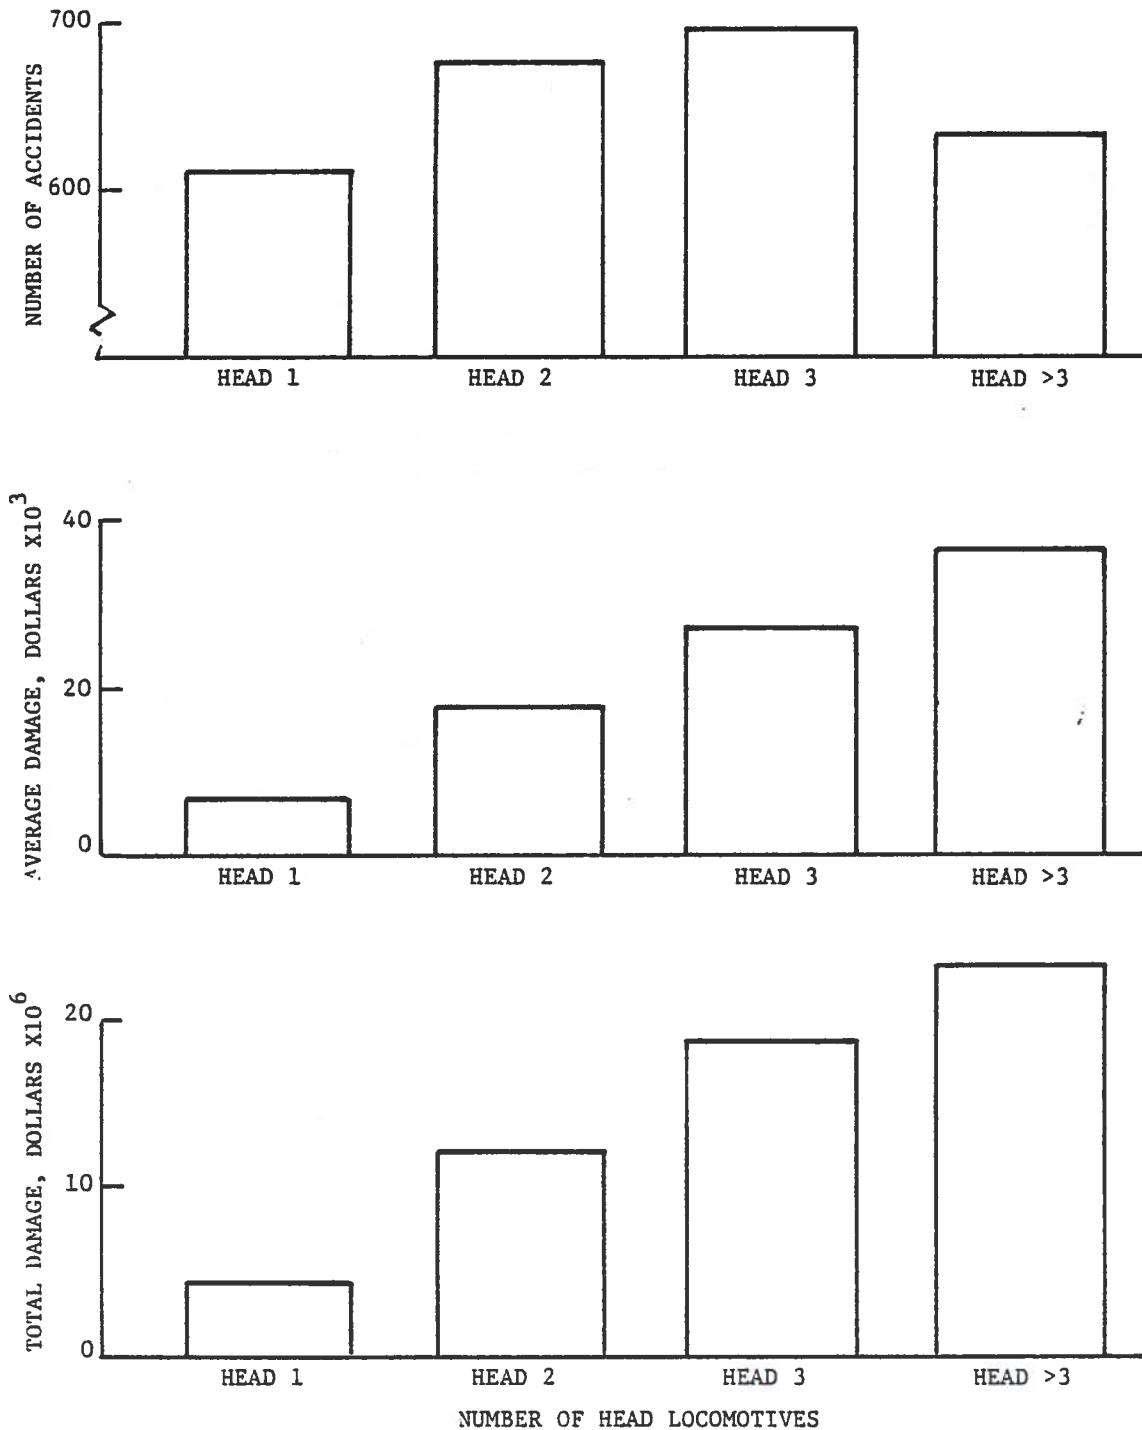 700
600
NUMBER OF ACCIDENTS
HEAD 1 HEAD 2 HEAD 3 HEAD >3
40
20
0
AVERAGE DAMAGE, DOLLARS X10³
HEAD 1 HEAD 2 HEAD 3 HEAD >3
20
10
0
TOTAL DAMAGE, DOLLARS X10⁶
HEAD 1 HEAD 2 HEAD 3 HEAD >3
NUMBER OF HEAD LOCOMOTIVES